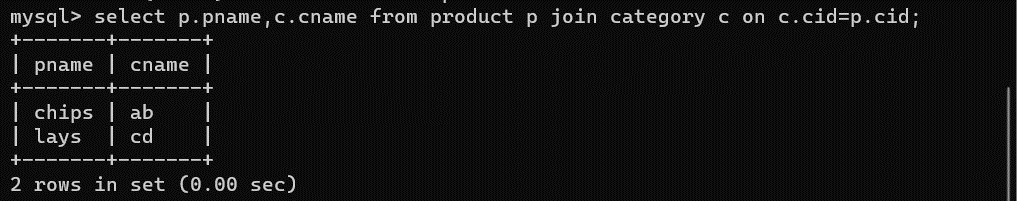 mysql> select p.pname,c.cname from product p join category c on c.cid=p.cid;
+-------+-------+
| pname | cname |
+-------+-------+
| chips | ab    |
| lays  | cd    |
+-------+-------+
2 rows in set (0.00 sec)